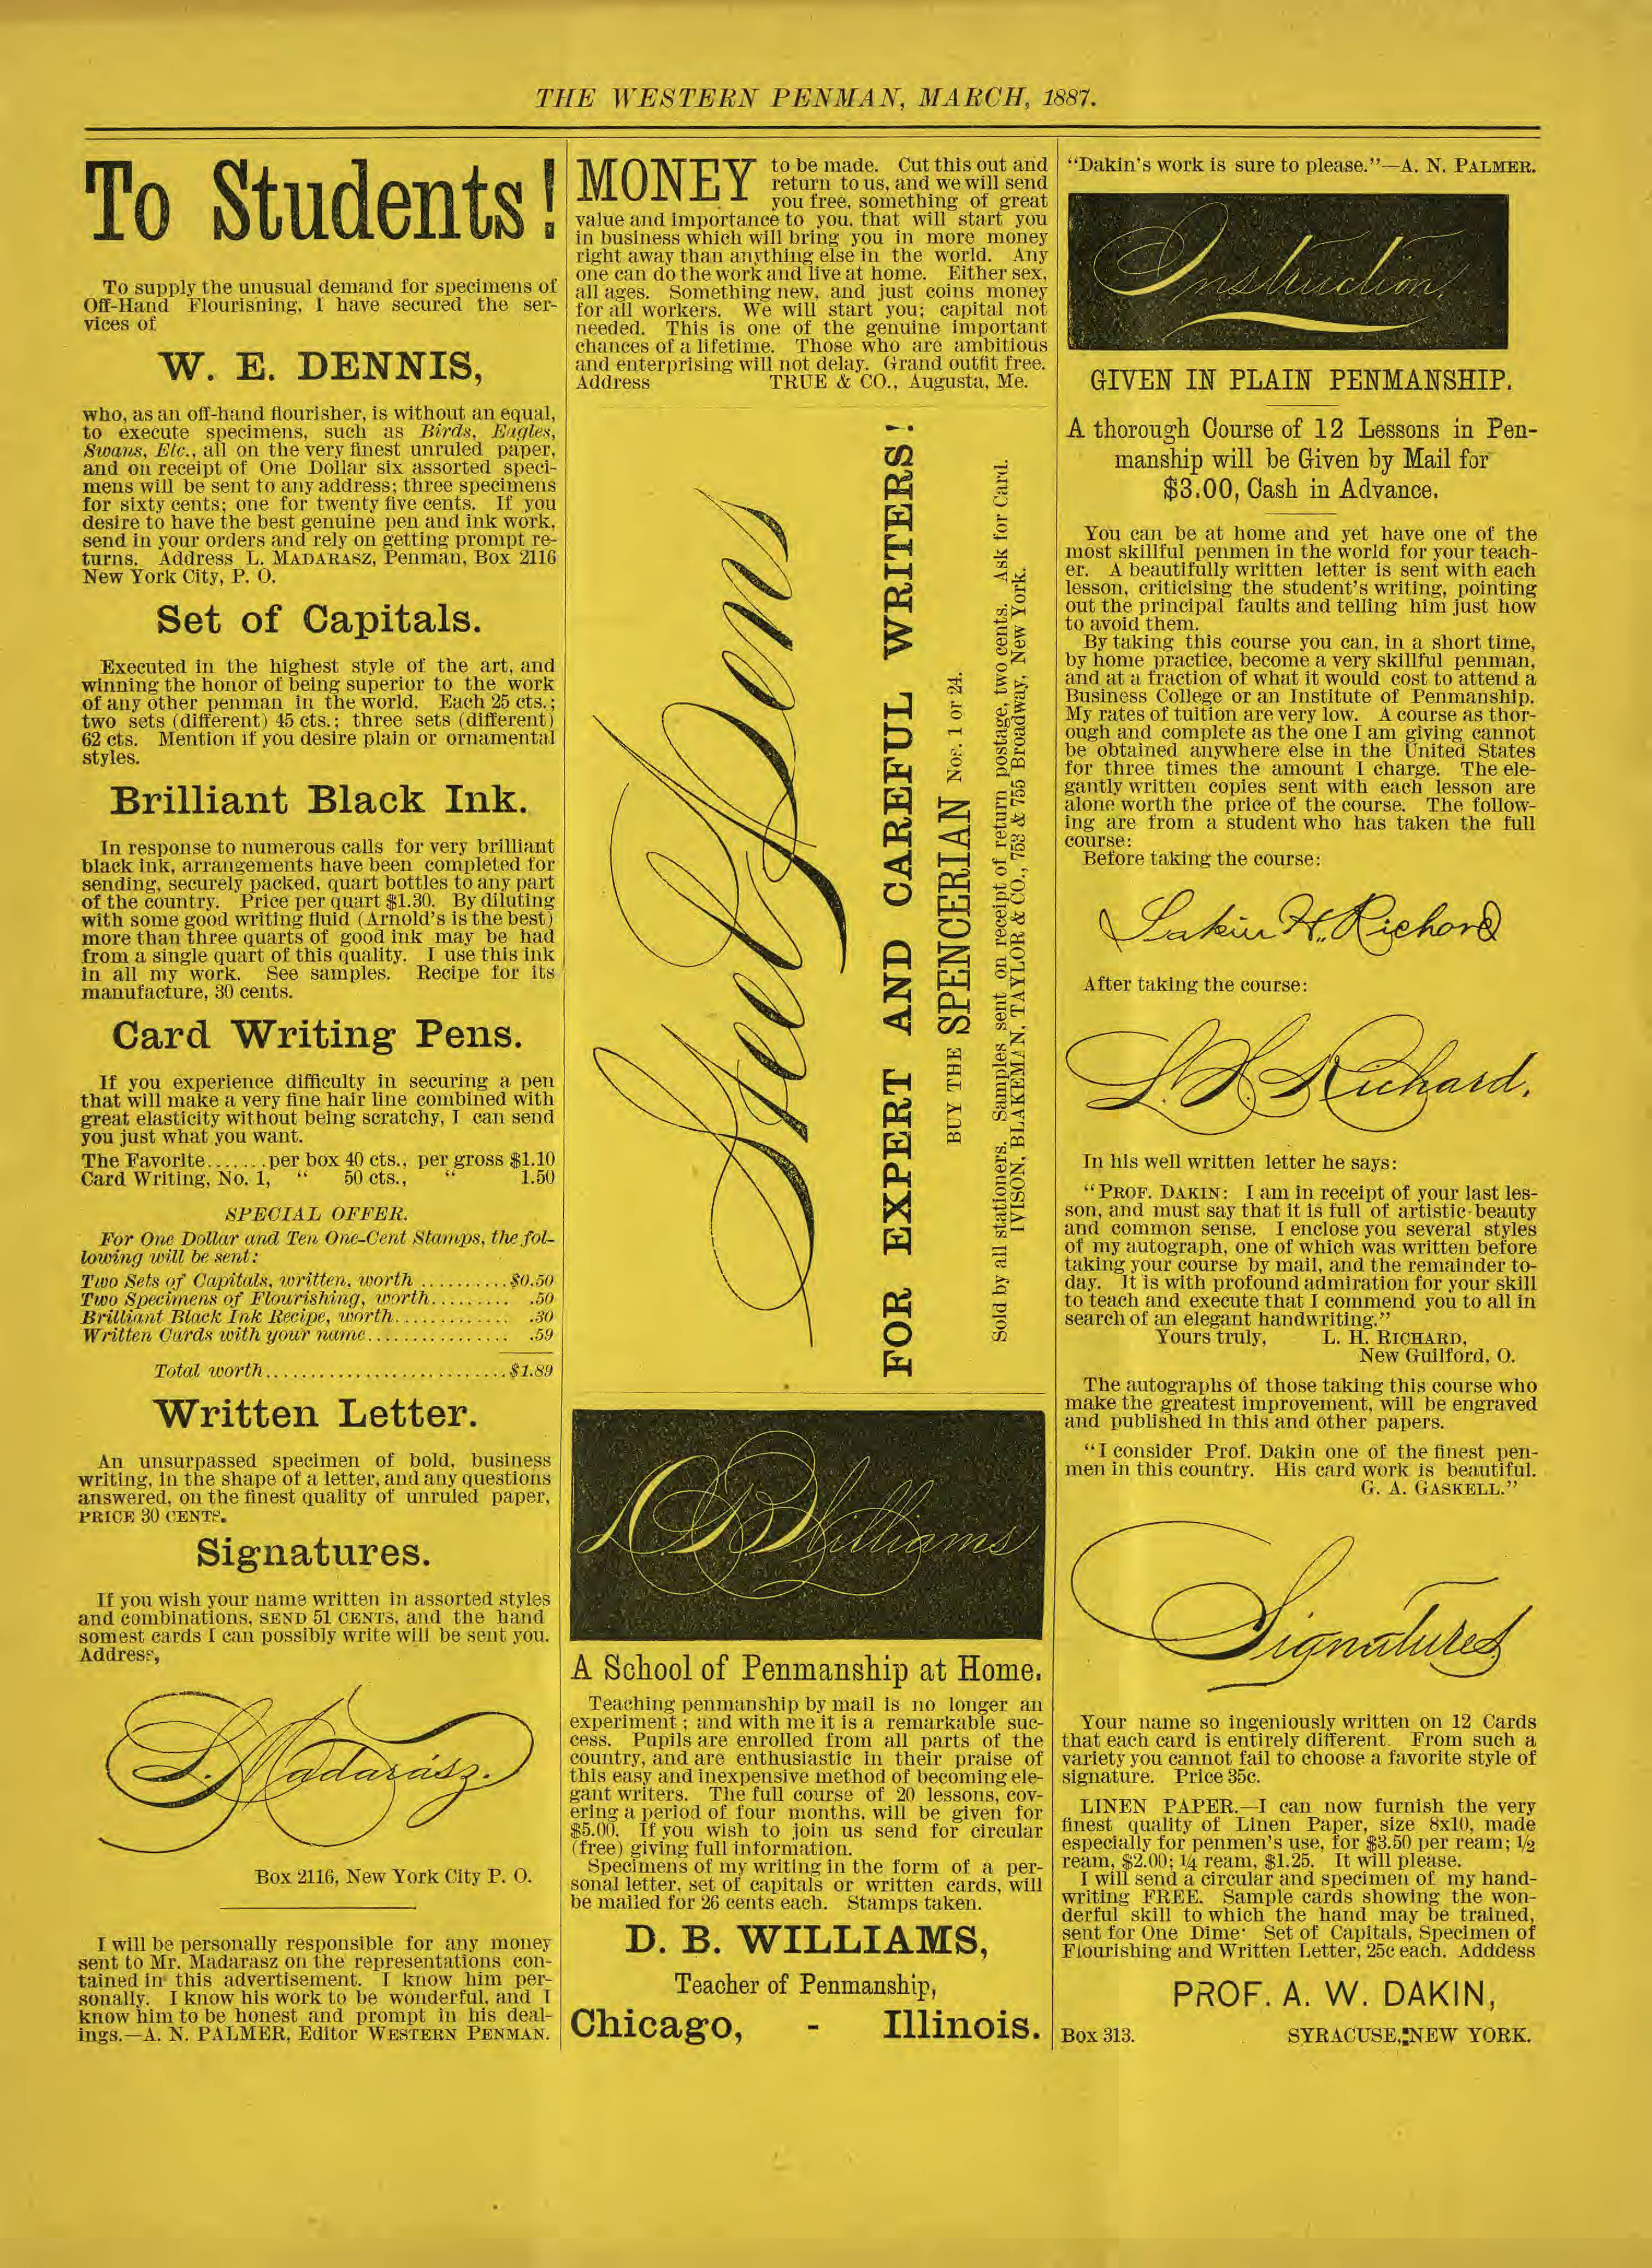 THE WESTERN PENMAN, MARCH, 1887.
To Students!
To supply the unusual demand for specimens of
Off-Hand Flourisning, I have secured the ser-
vices of
W. E. DENNIS,
who, as an off-hand flourisher, is without an equal,
to execute specimens, such as Birds, Eagles,
Swans, Etc., all on the very finest unruled paper,
and on receipt of One Dollar six assorted speci-
mens will be sent to any address; three specimens
for sixty cents; one for twenty five cents. If you
desire to have the best genuine pen and ink work,
send in your orders and rely on getting prompt re-
turns. Address L. MADARASZ, Penman, Box 2116
New York City, P. O.
Set of Capitals.
Executed in the highest style of the art, and
winning the honor of being superior to the work
of any other penman in the world. Each 25 cts.;
two sets (different) 45 cts.; three sets (different)
62 cts. Mention if you desire plain or ornamental
styles.
Brilliant Black Ink.
In response to numerous calls for very brilliant
black ink, arrangements have been completed for
sending, securely packed, quart bottles to any part
of the country. Price per quart $1.30. By diluting
with some good writing fluid (Arnold's is the best)
more than three quarts of good ink may be had
from a single quart of this quality. I use this ink
in all my work. See samples. Recipe for its
manufacture, 30 cents.
Card Writing Pens.
If you experience difficulty in securing a pen
that will make a very fine hair line combined with
great elasticity without being scratchy, I can send
you just what you want.
The Favorite.......per box 40 cts., per gross $1.10
Card Writing, No. 1, " 50 cts., " 1.50
SPECIAL OFFER.
For One Dollar and Ten One-Cent Stamps, the fol-
lowing will be sent:
Two Sets of Capitals, written, worth ..........$0.50
Two Specimens of Flourishing, worth......... .50
Brilliant Black Ink Recipe, worth............. .30
Written Cards with your name................ .59
Total worth...........................$1.89
Written Letter.
An unsurpassed specimen of bold, business
writing, in the shape of a letter, and any questions
answered, on the finest quality of unruled paper,
PRICE 30 CENTS.
Signatures.
If you wish your name written in assorted styles
and combinations, SEND 51 CENTS, and the hand
somest cards I can possibly write will be sent you.
Address,
L. Madarász.
Box 2116, New York City P. O.
I will be personally responsible for any money
sent to Mr. Madarasz on the representations con-
tained in this advertisement. I know him per-
sonally. I know his work to be wonderful, and I
know him to be honest and prompt in his deal-
ings.—A. N. PALMER, Editor WESTERN PENMAN.
MONEY to be made. Cut this out and
return to us, and we will send
you free, something of great
value and importance to you, that will start you
in business which will bring you in more money
right away than anything else in the world. Any
one can do the work and live at home. Either sex,
all ages. Something new, and just coins money
for all workers. We will start you; capital not
needed. This is one of the genuine important
chances of a lifetime. Those who are ambitious
and enterprising will not delay. Grand outfit free.
Address TRUE & CO., Augusta, Me.
Steel Pens
FOR EXPERT AND CAREFUL WRITERS!
BUY THE SPENCERIAN Nos. 1 or 24.
Sold by all stationers. Samples sent on receipt of return postage, two cents. Ask for Card.
IVISON, BLAKEMAN, TAYLOR & CO., 753 & 755 Broadway, New York.
D B Williams
A School of Penmanship at Home.
Teaching penmanship by mail is no longer an
experiment; and with me it is a remarkable suc-
cess. Pupils are enrolled from all parts of the
country, and are enthusiastic in their praise of
this easy and inexpensive method of becoming ele-
gant writers. The full course of 20 lessons, cov-
ering a period of four months, will be given for
$5.00. If you wish to join us send for circular
(free) giving full information.
Specimens of my writing in the form of a per-
sonal letter, set of capitals or written cards, will
be mailed for 26 cents each. Stamps taken.
D. B. WILLIAMS,
Teacher of Penmanship,
Chicago, - Illinois.
"Dakin's work is sure to please."—A. N. PALMER.
Instruction.
GIVEN IN PLAIN PENMANSHIP.
A thorough Course of 12 Lessons in Pen-
manship will be Given by Mail for
$3.00, Cash in Advance.
You can be at home and yet have one of the
most skillful penmen in the world for your teach-
er. A beautifully written letter is sent with each
lesson, criticising the student's writing, pointing
out the principal faults and telling him just how
to avoid them.
By taking this course you can, in a short time,
by home practice, become a very skillful penman,
and at a fraction of what it would cost to attend a
Business College or an Institute of Penmanship.
My rates of tuition are very low. A course as thor-
ough and complete as the one I am giving cannot
be obtained anywhere else in the United States
for three times the amount I charge. The ele-
gantly written copies sent with each lesson are
alone worth the price of the course. The follow-
ing are from a student who has taken the full
course:
Before taking the course:
Lakin H. Richard
After taking the course:
L. H. Richard.
In his well written letter he says:
"PROF. DAKIN: I am in receipt of your last les-
son, and must say that it is full of artistic beauty
and common sense. I enclose you several styles
of my autograph, one of which was written before
taking your course by mail, and the remainder to-
day. It is with profound admiration for your skill
to teach and execute that I commend you to all in
search of an elegant handwriting."
Yours truly, L. H. RICHARD,
New Guilford, O.
The autographs of those taking this course who
make the greatest improvement, will be engraved
and published in this and other papers.
"I consider Prof. Dakin one of the finest pen-
men in this country. His card work is beautiful.
G. A. GASKELL."
Signatures
Your name so ingeniously written on 12 Cards
that each card is entirely different. From such a
variety you cannot fail to choose a favorite style of
signature. Price 35c.
LINEN PAPER.—I can now furnish the very
finest quality of Linen Paper, size 8x10, made
especially for penmen's use, for $3.50 per ream; ½
ream, $2.00; ¼ ream, $1.25. It will please.
I will send a circular and specimen of my hand-
writing FREE. Sample cards showing the won-
derful skill to which the hand may be trained,
sent for One Dime· Set of Capitals, Specimen of
Flourishing and Written Letter, 25c each. Adddess
PROF. A. W. DAKIN,
Box 313. SYRACUSE, NEW YORK.